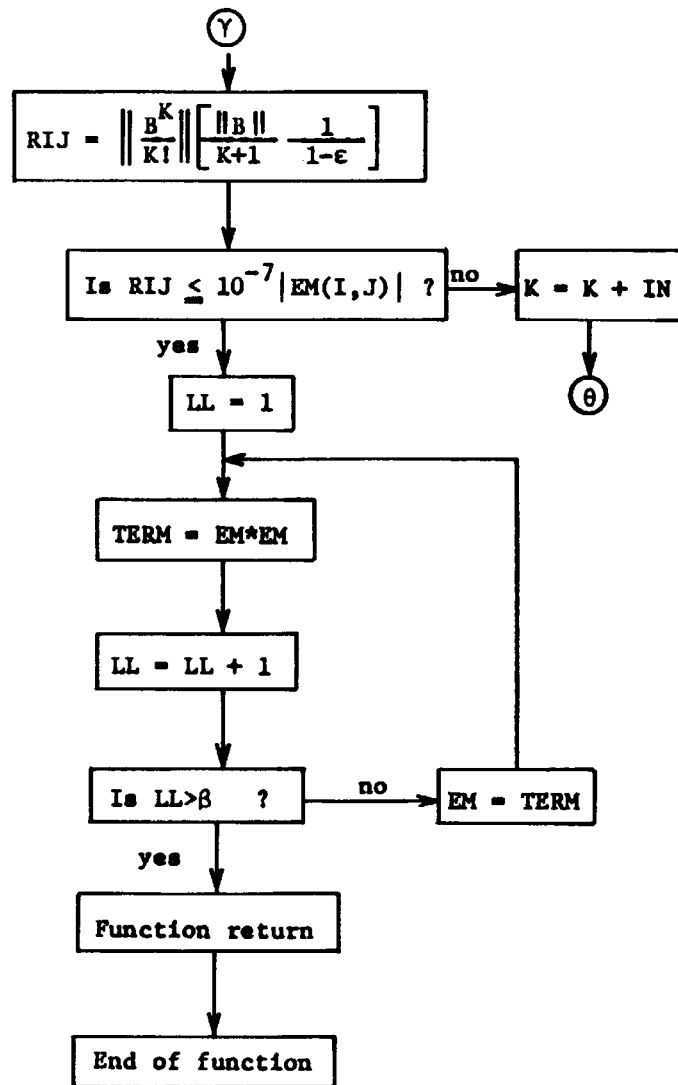 γ
RIJ = ‖ B^K / K! ‖ [ ‖B‖ / K+1  1 / 1-ε ]
Is RIJ ≤ 10^-7 |EM(I,J)| ?
no
K = K + IN
yes
θ
LL = 1
TERM = EM*EM
LL = LL + 1
Is LL>β ?
no
EM = TERM
yes
Function return
End of function